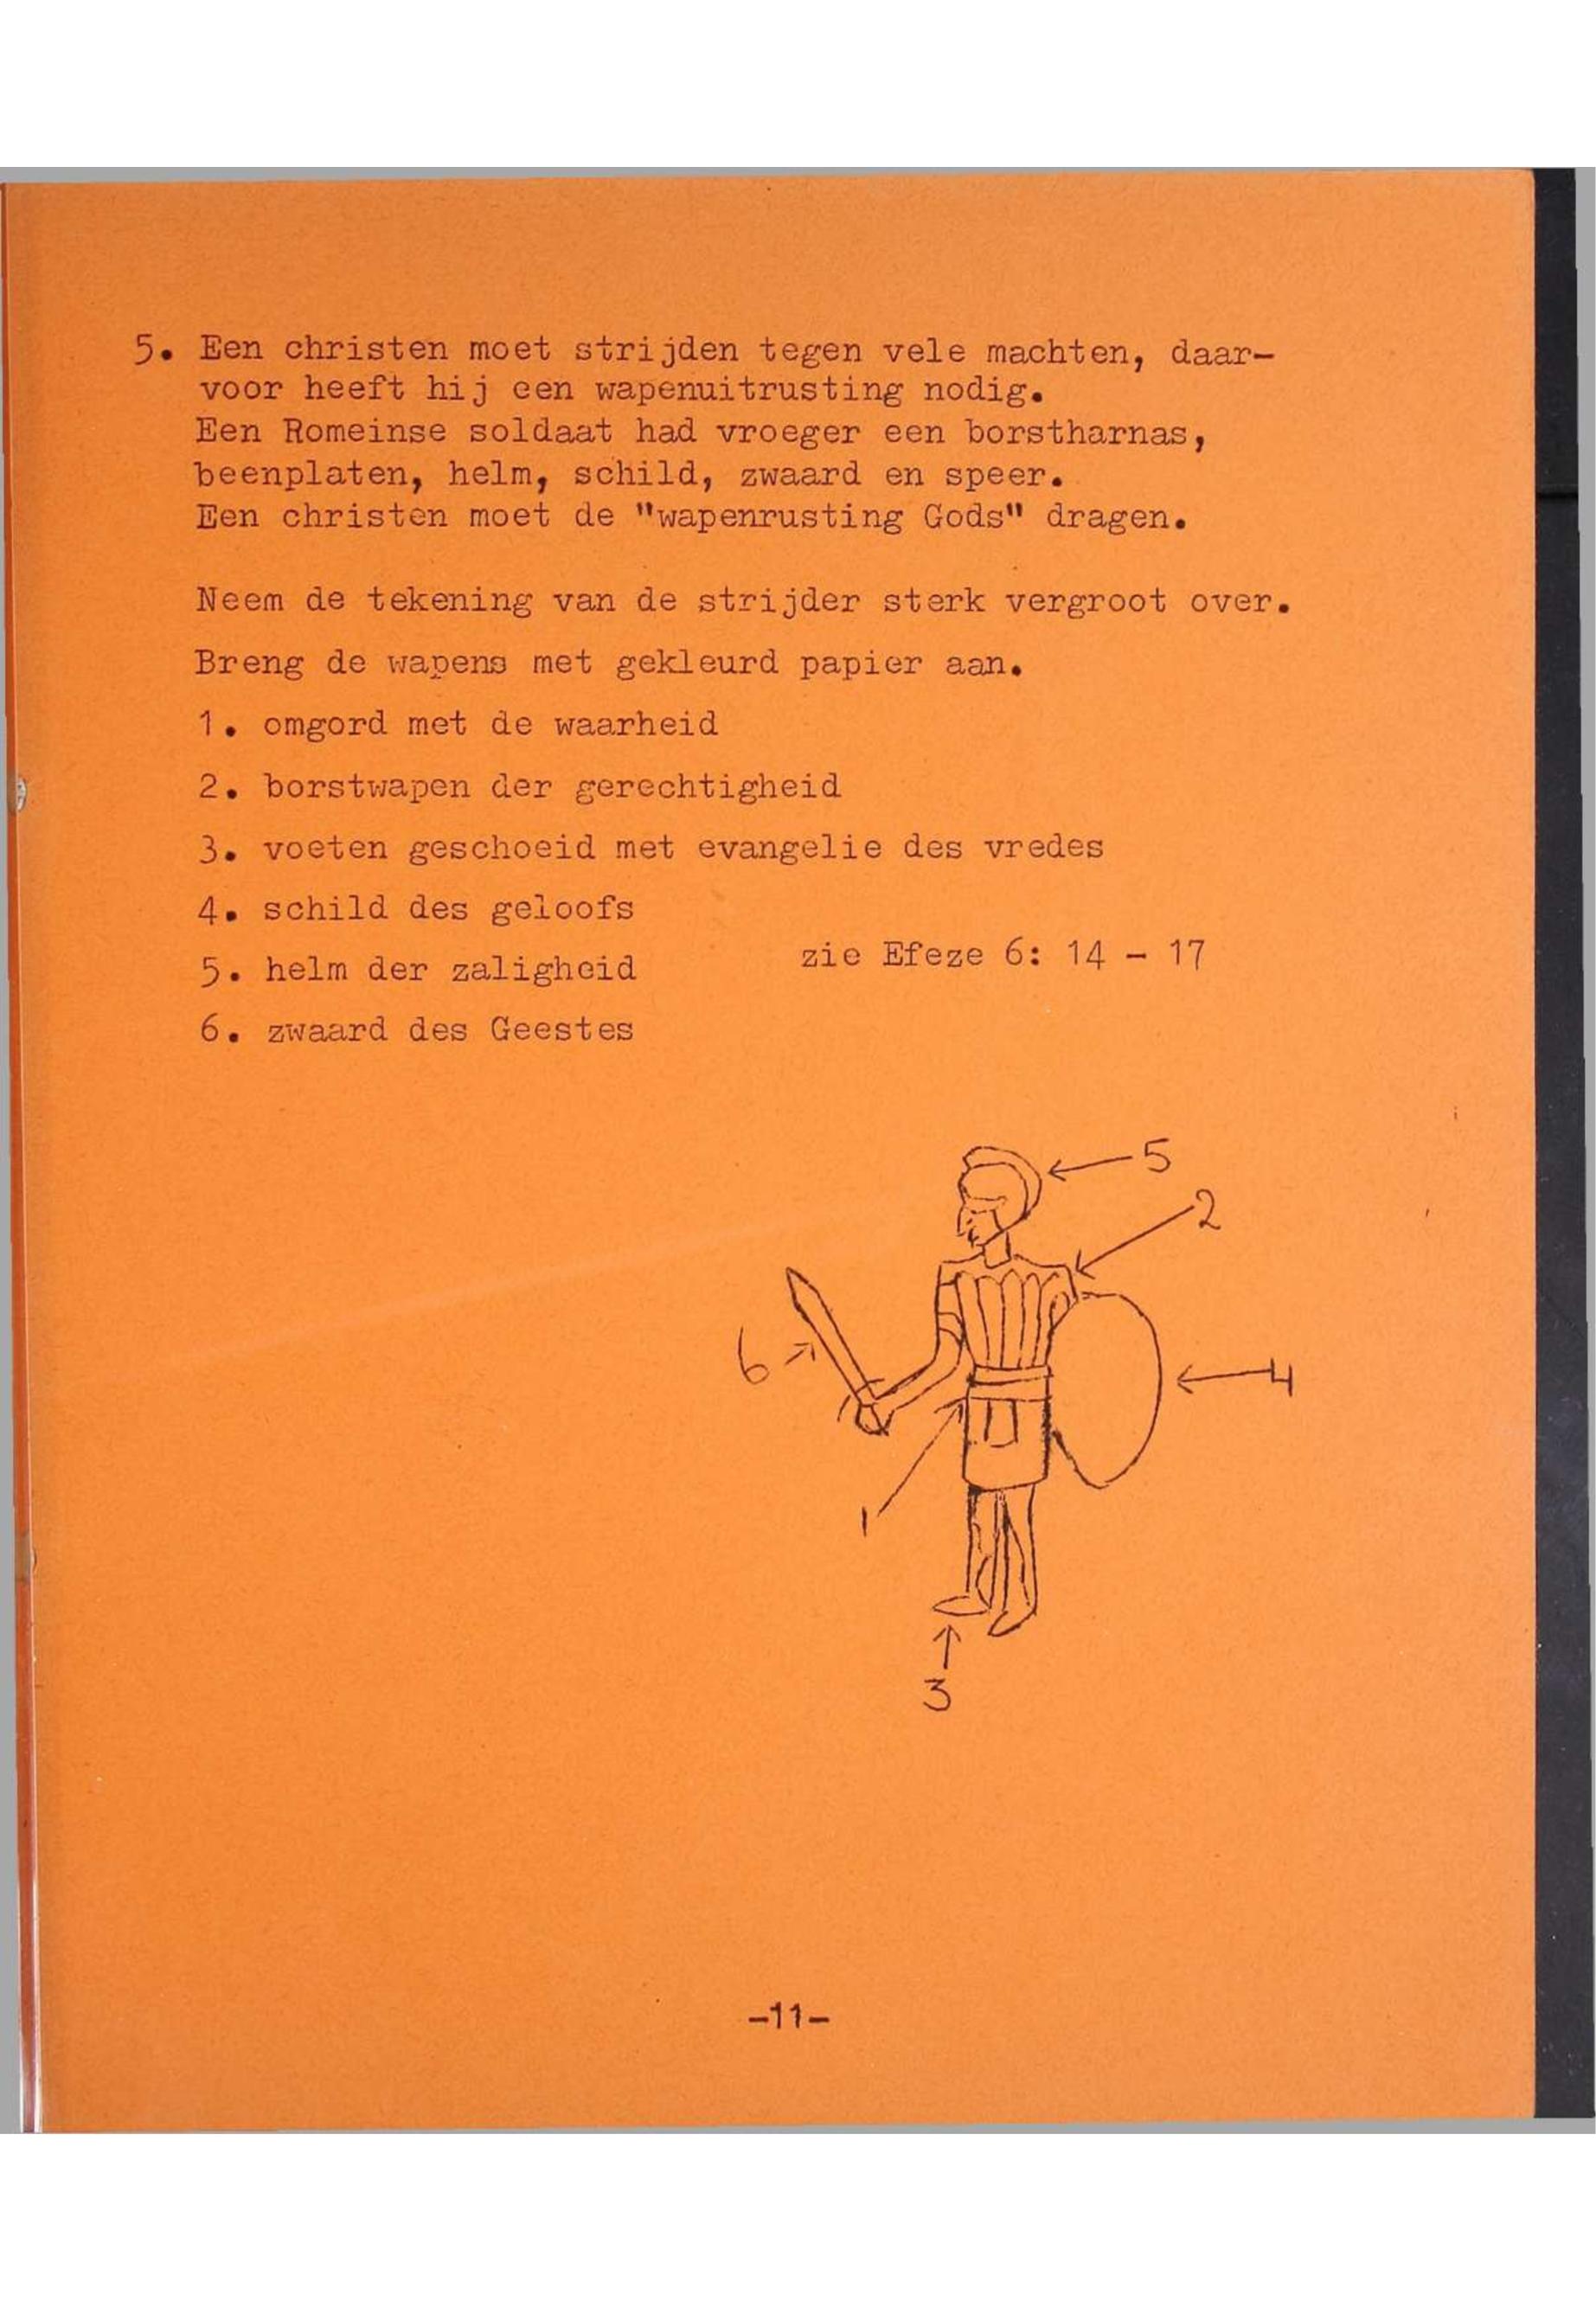 5. Een christen moet strijden tegen vele machten, daar-
voor heeft hij een wapenuitrusting nodig.
Een Romeinse soldaat had vroeger een borstharnas,
beenplaten, helm, schild, zwaard en speer.
Een christen moet de "wapenrusting Gods" dragen.
Neem de tekening van de strijder sterk vergroot over.
Breng de wapens met gekleurd papier aan.
1. omgord met de waarheid
2. borstwapen der gerechtigheid
3. voeten geschoeid met evangelie des vredes
4. schild des geloofs
5. helm der zaligheid
zie Efeze 6: 14 - 17
6. zwaard des Geestes
5
2
6
4
1
3
-11-